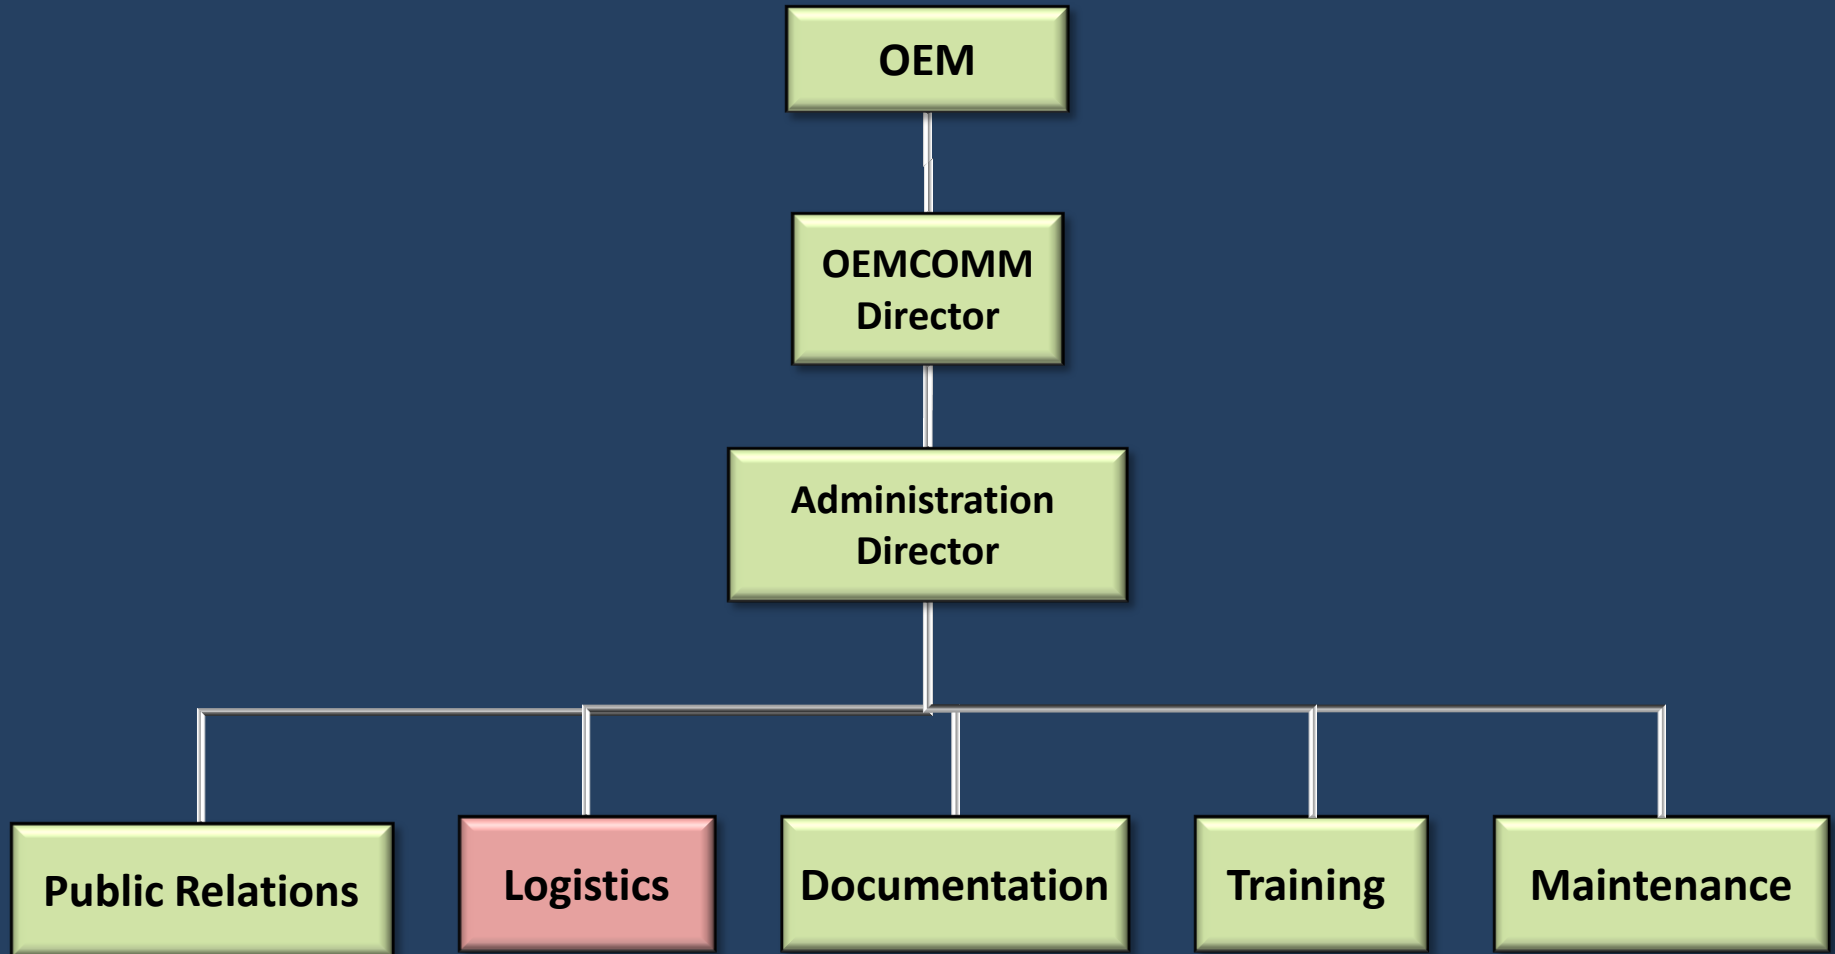 OEM
OEMCOMM
Director
Administration
Director
Public Relations
Logistics
Documentation
Training
Maintenance